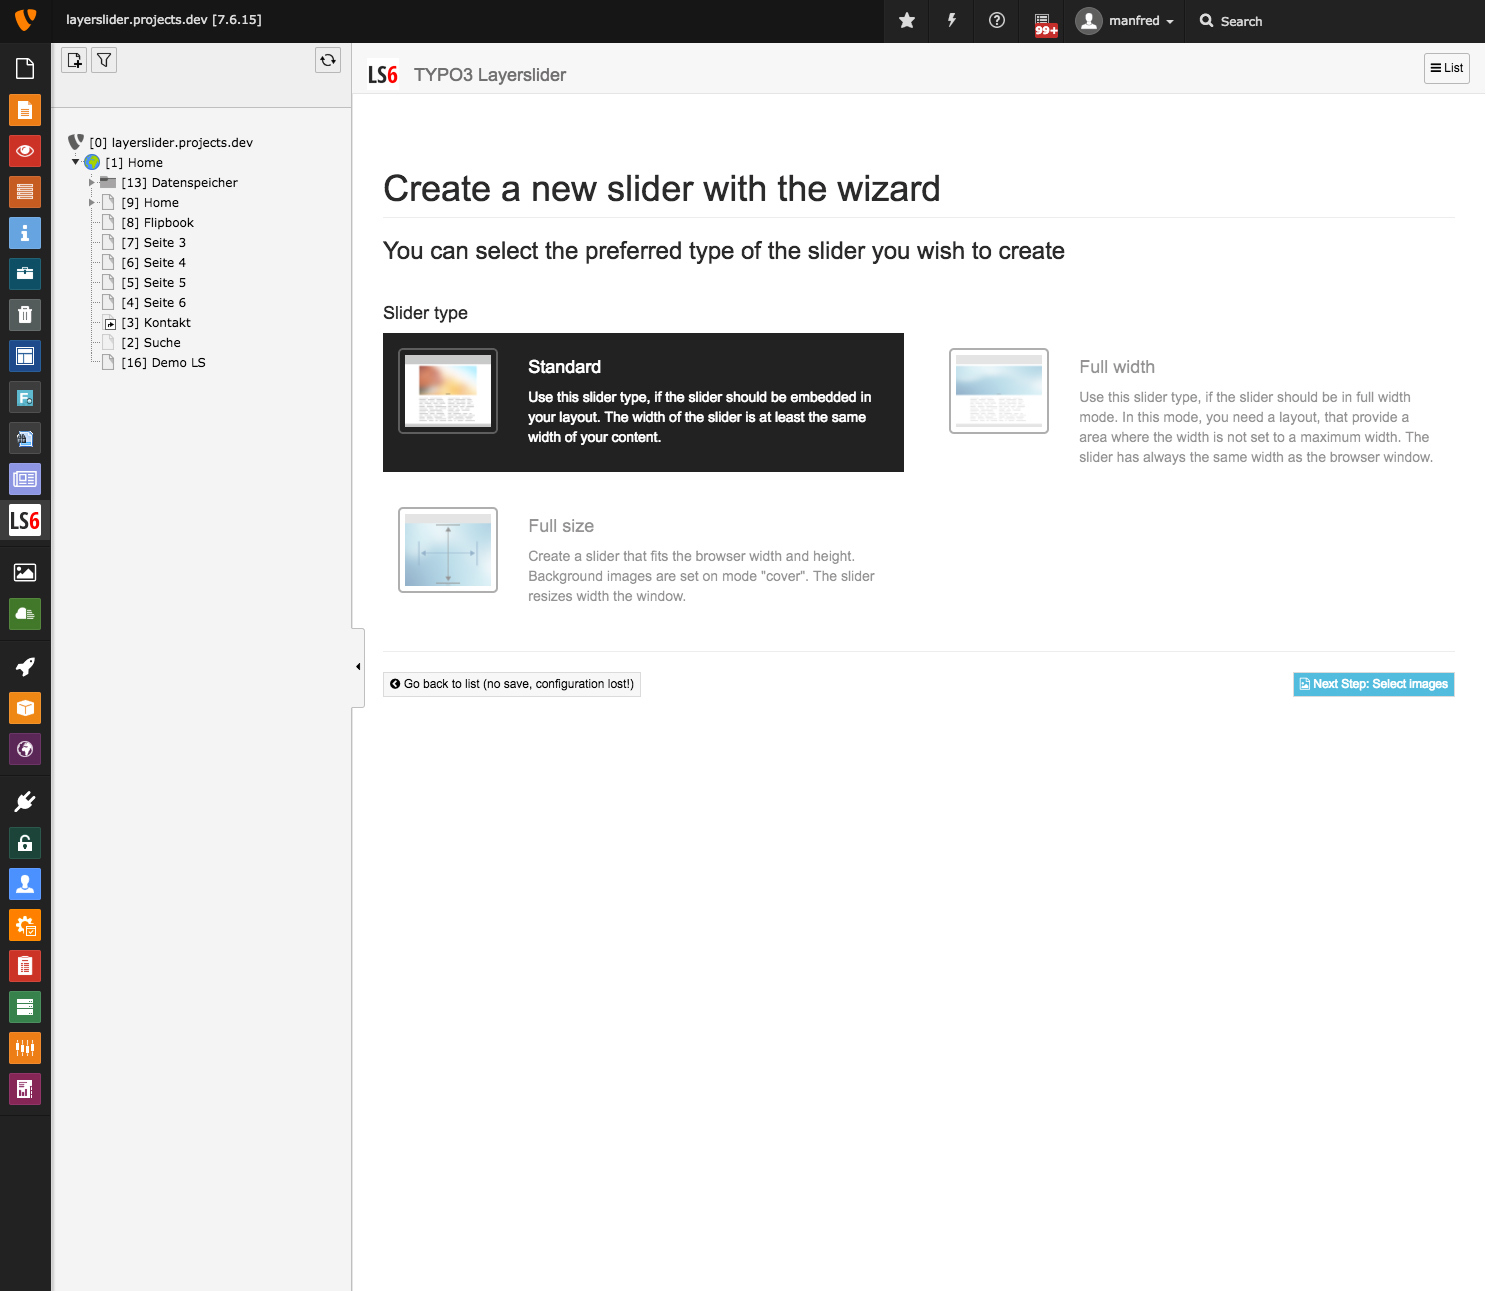 layerslider.projects.dev [7.6.15]
99+
manfred
Search
LS6 TYPO3 Layerslider
List
[0] layerslider.projects.dev
[1] Home
[13] Datenspeicher
[9] Home
[8] Flipbook
[7] Seite 3
[6] Seite 4
[5] Seite 5
[4] Seite 6
[3] Kontakt
[2] Suche
[16] Demo LS
LS6
Create a new slider with the wizard
You can select the preferred type of the slider you wish to create
Slider type
Standard
Use this slider type, if the slider should be embedded in
your layout. The width of the slider is at least the same
width of your content.
Full width
Use this slider type, if the slider should be in full width
mode. In this mode, you need a layout, that provide a
area where the width is not set to a maximum width. The
slider has always the same width as the browser window.
Full size
Create a slider that fits the browser width and height.
Background images are set on mode "cover". The slider
resizes width the window.
Go back to list (no save, configuration lost!)
Next Step: Select images